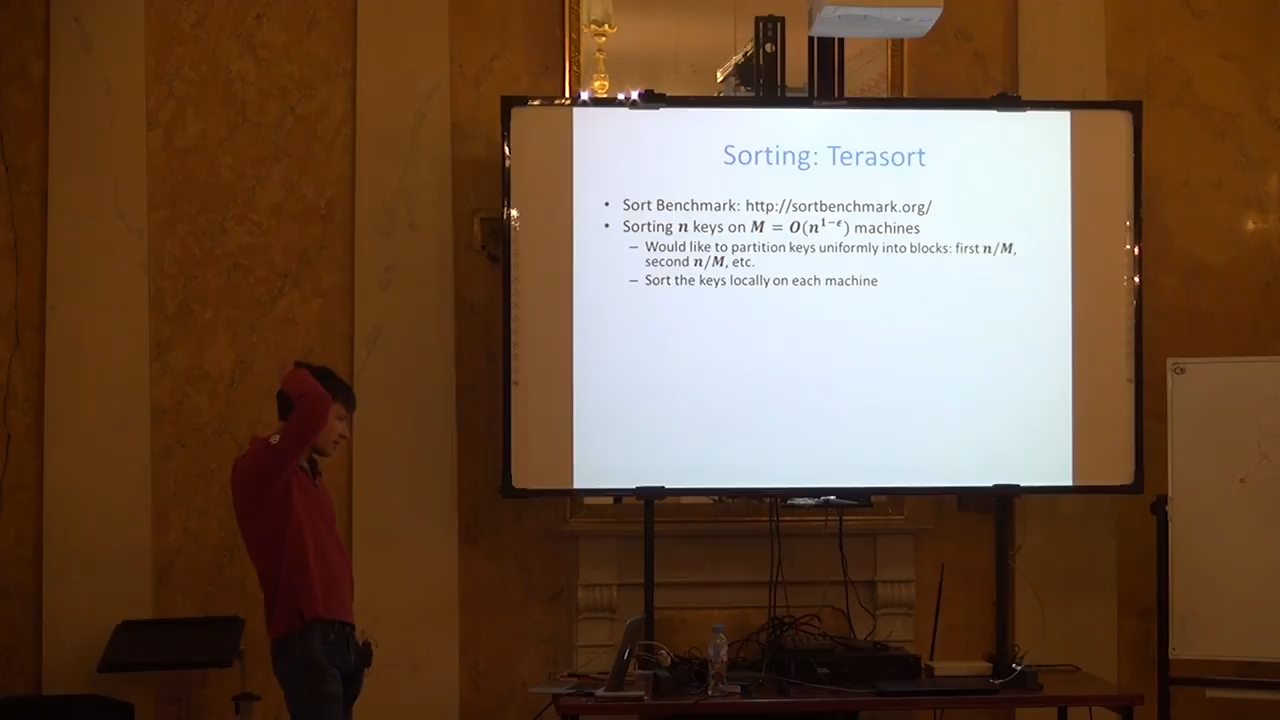 Sorting: Terasort
• Sort Benchmark: http://sortbenchmark.org/
• Sorting n keys on M = O(n^{1−ϵ}) machines
– Would like to partition keys uniformly into blocks: first n/M,
second n/M, etc.
– Sort the keys locally on each machine